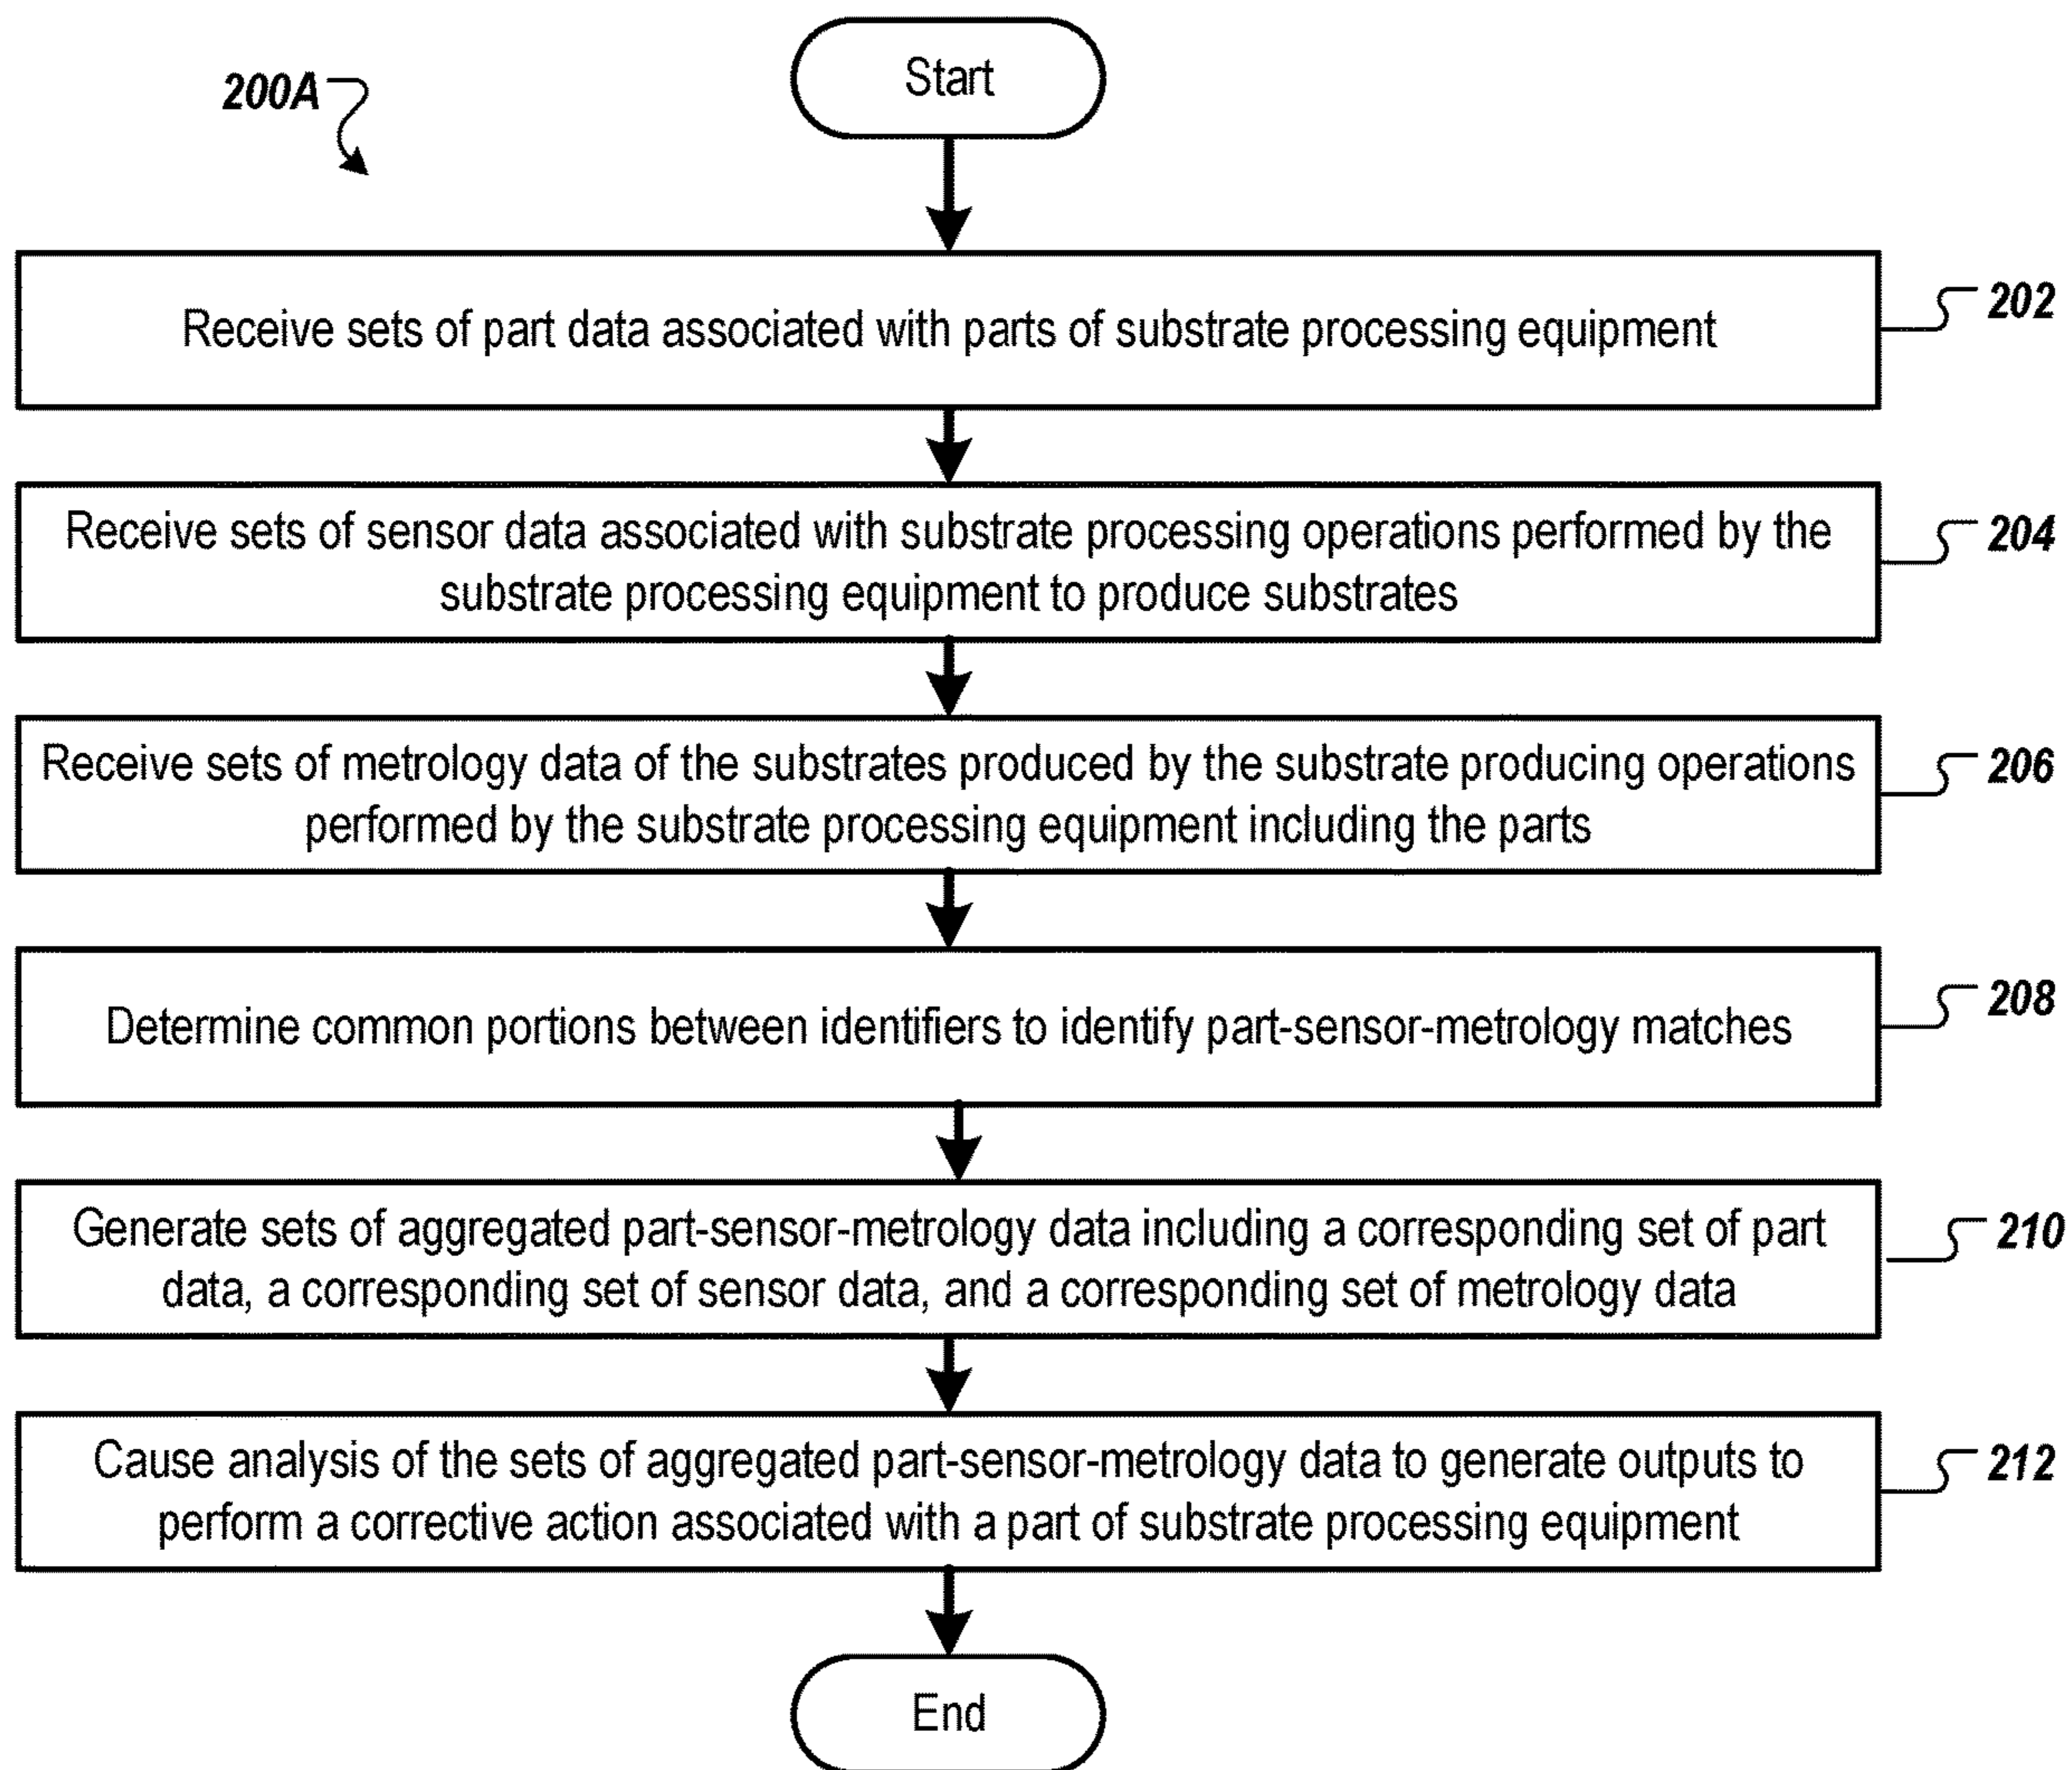 200A
Start
Receive sets of part data associated with parts of substrate processing equipment
202
Receive sets of sensor data associated with substrate processing operations performed by the
substrate processing equipment to produce substrates
204
Receive sets of metrology data of the substrates produced by the substrate producing operations
performed by the substrate processing equipment including the parts
206
Determine common portions between identifiers to identify part-sensor-metrology matches
208
Generate sets of aggregated part-sensor-metrology data including a corresponding set of part
data, a corresponding set of sensor data, and a corresponding set of metrology data
210
Cause analysis of the sets of aggregated part-sensor-metrology data to generate outputs to
perform a corrective action associated with a part of substrate processing equipment
212
End